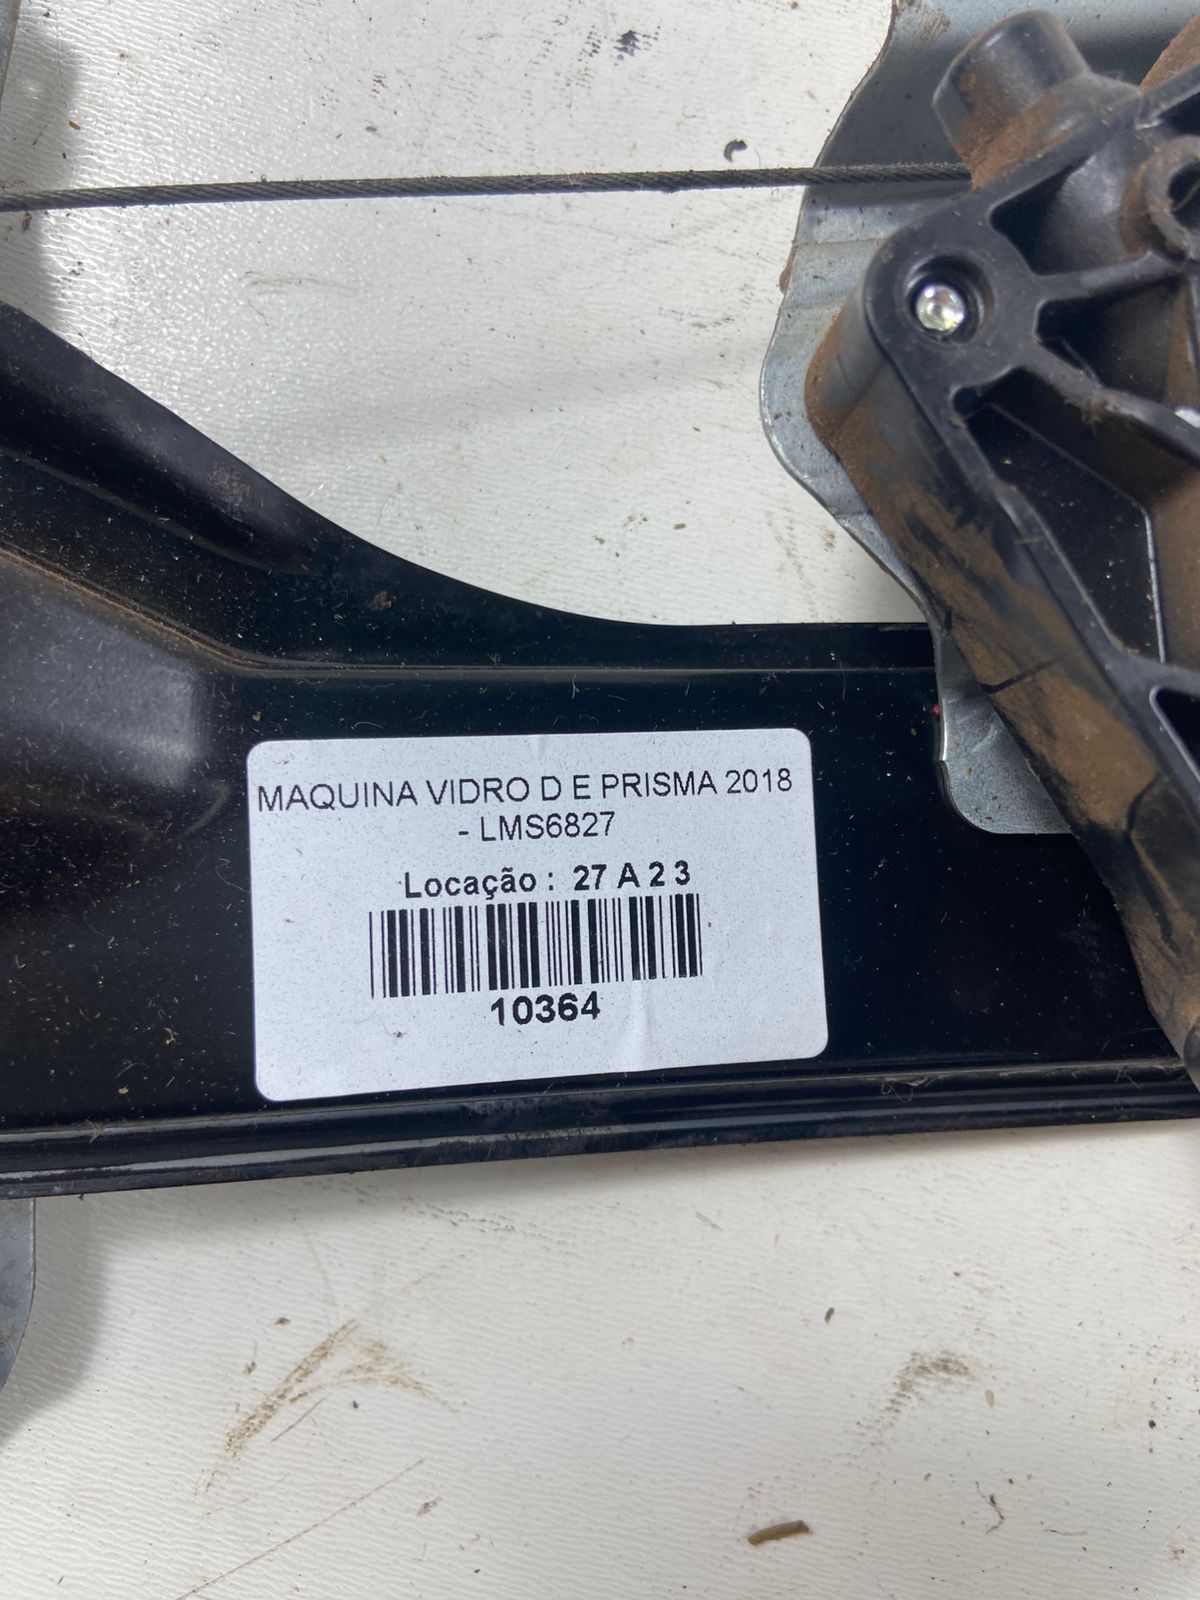 MAQUINA VIDRO D E PRISMA 2018
- LMS6827
Locação : 27 A 2 3
10364